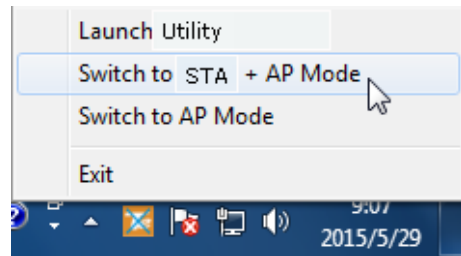 Launch Utility
Switch to STA + AP Mode
Switch to AP Mode
Exit
9:07
2015/5/29